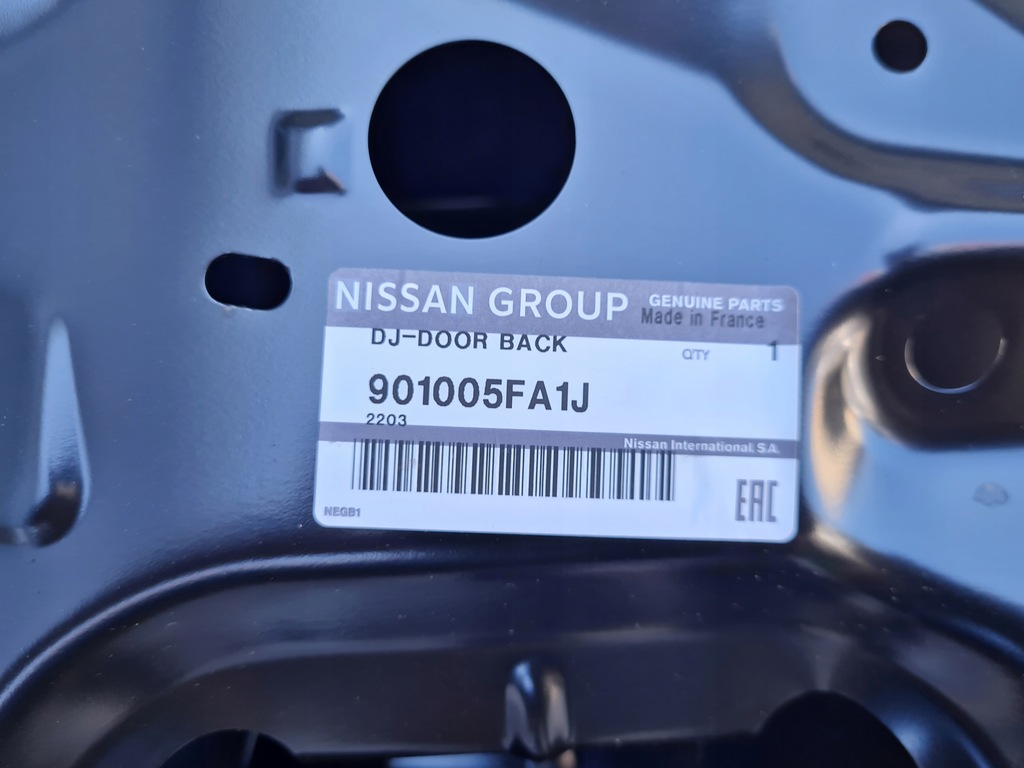 NISSAN GROUP GENUINE PARTS
Made in France
DJ-DOOR BACK QTY 1
901005FA1J
2203
Nissan International S.A.
NEGB1
EAC